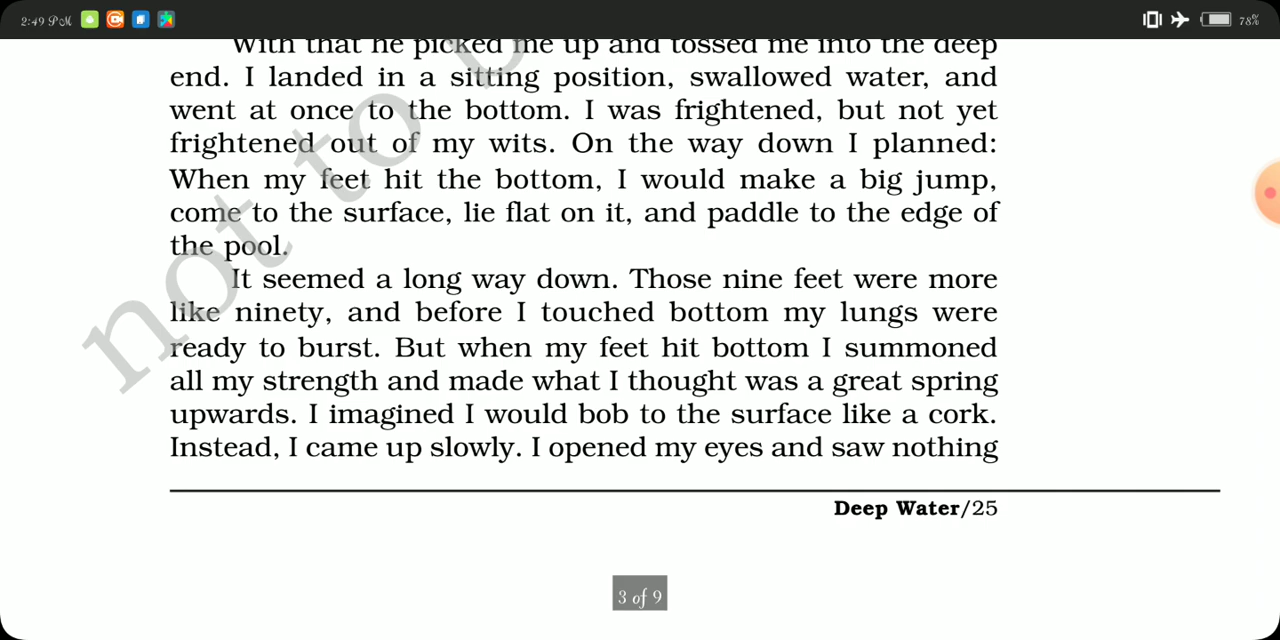 2:49 PM
78%
With that he picked me up and tossed me into the deep
end. I landed in a sitting position, swallowed water, and
went at once to the bottom. I was frightened, but not yet
frightened out of my wits. On the way down I planned:
When my feet hit the bottom, I would make a big jump,
come to the surface, lie flat on it, and paddle to the edge of
the pool.
It seemed a long way down. Those nine feet were more
like ninety, and before I touched bottom my lungs were
ready to burst. But when my feet hit bottom I summoned
all my strength and made what I thought was a great spring
upwards. I imagined I would bob to the surface like a cork.
Instead, I came up slowly. I opened my eyes and saw nothing
not to
Deep Water/25
3 of 9